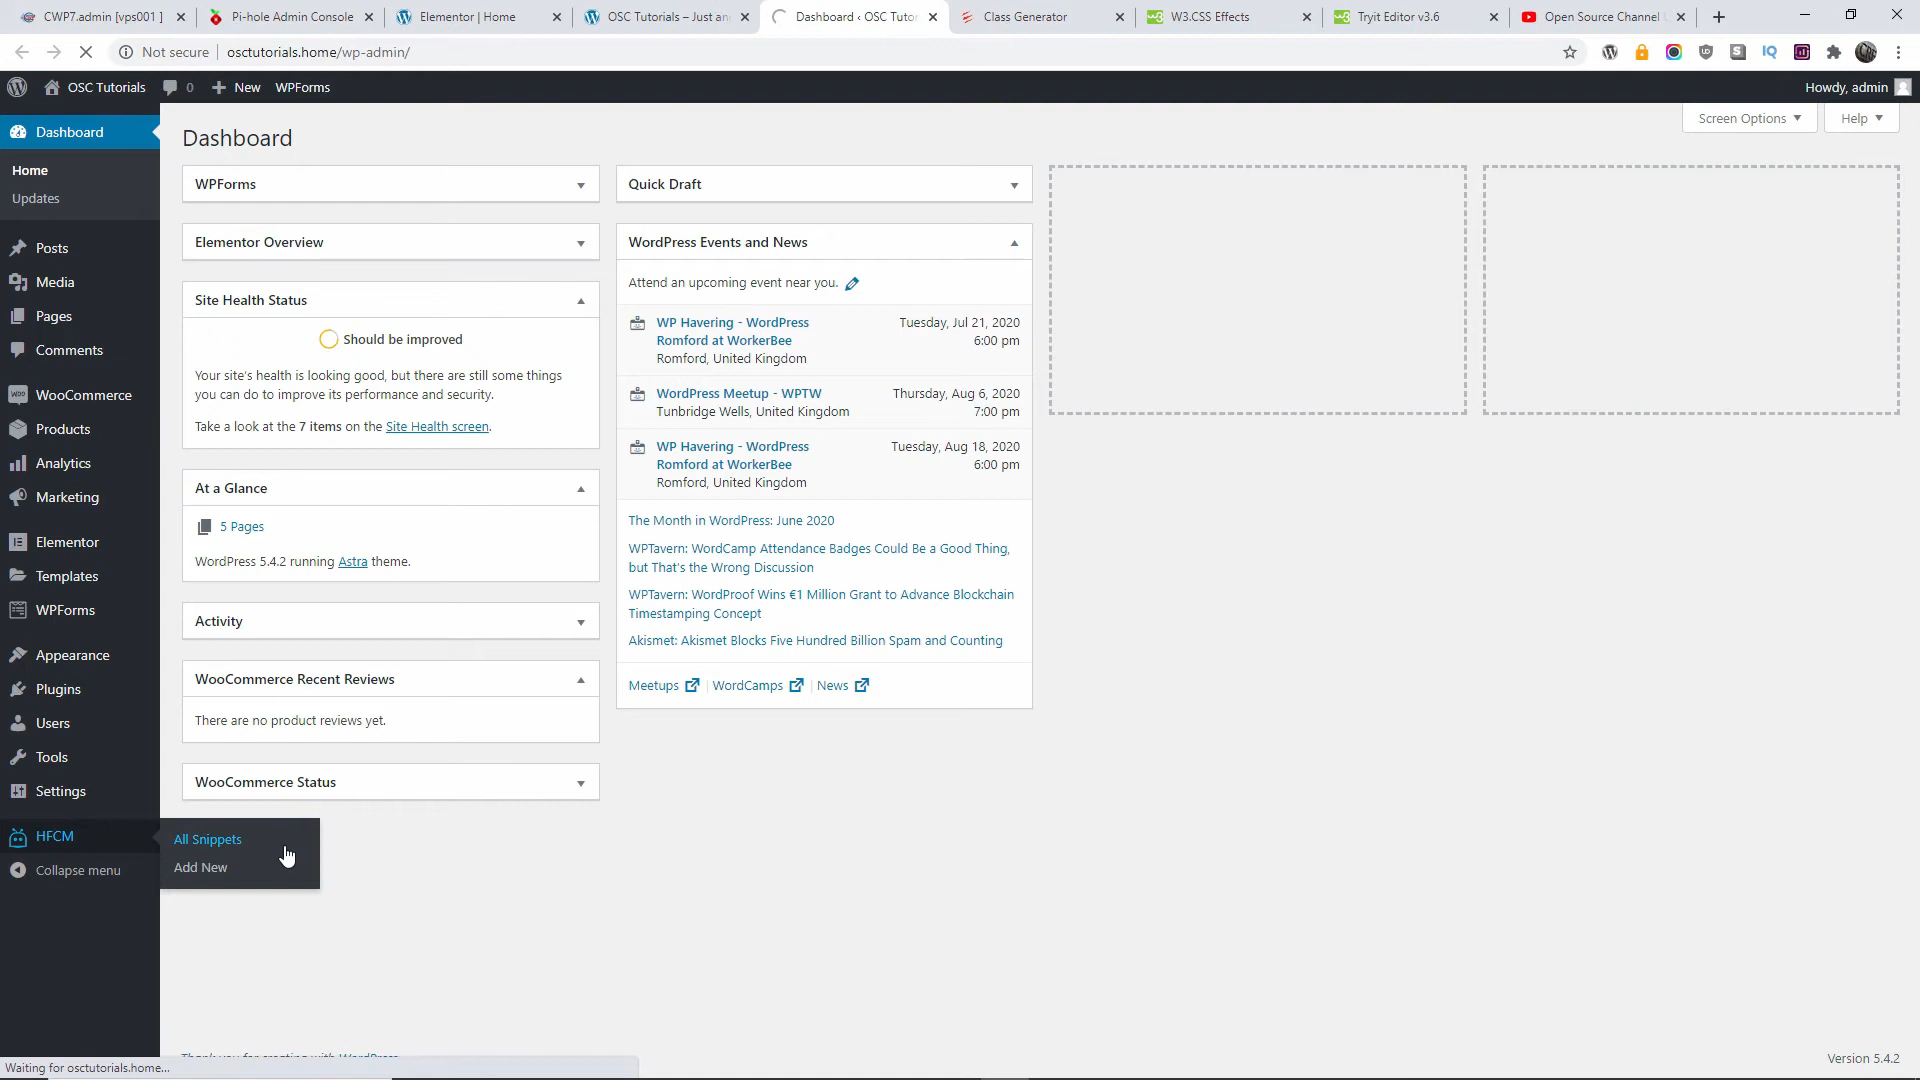 CWP7.admin [vps001 ]
Pi-hole Admin Console
Elementor | Home
OSC Tutorials – Just an
Dashboard ‹ OSC Tutor
Class Generator
W3.CSS Effects
Tryit Editor v3.6
Open Source Channel
Not secure
osctutorials.home/wp-admin/
OSC Tutorials
0
New
WPForms
Howdy, admin
Dashboard
Home
Updates
Posts
Media
Pages
Comments
WooCommerce
Products
Analytics
Marketing
Elementor
Templates
WPForms
Appearance
Plugins
Users
Tools
Settings
HFCM
Collapse menu
All Snippets
Add New
Dashboard
Screen Options
Help
WPForms
Elementor Overview
Site Health Status
Should be improved
Your site's health is looking good, but there are still some things
you can do to improve its performance and security.
Take a look at the 7 items on the Site Health screen.
At a Glance
5 Pages
WordPress 5.4.2 running Astra theme.
Activity
WooCommerce Recent Reviews
There are no product reviews yet.
WooCommerce Status
Quick Draft
WordPress Events and News
Attend an upcoming event near you.
WP Havering - WordPress
Romford at WorkerBee
Romford, United Kingdom
Tuesday, Jul 21, 2020
6:00 pm
WordPress Meetup - WPTW
Tunbridge Wells, United Kingdom
Thursday, Aug 6, 2020
7:00 pm
WP Havering - WordPress
Romford at WorkerBee
Romford, United Kingdom
Tuesday, Aug 18, 2020
6:00 pm
The Month in WordPress: June 2020
WPTavern: WordCamp Attendance Badges Could Be a Good Thing,
but That's the Wrong Discussion
WPTavern: WordProof Wins €1 Million Grant to Advance Blockchain
Timestamping Concept
Akismet: Akismet Blocks Five Hundred Billion Spam and Counting
Meetups
WordCamps
News
Thank you for creating with WordPress
Version 5.4.2
Waiting for osctutorials.home...